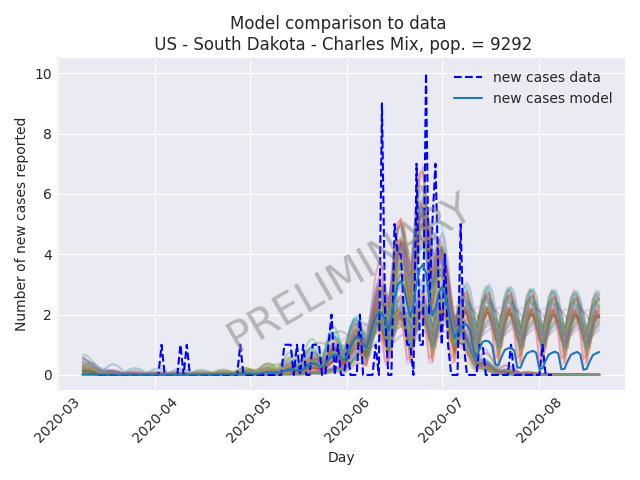 Model comparison to data
US - South Dakota - Charles Mix, pop. = 9292
10
8
6
4
2
0
Number of new cases reported
new cases data
new cases model
PRELIMINARY
2020-03
2020-04
2020-05
2020-06
2020-07
2020-08
Day